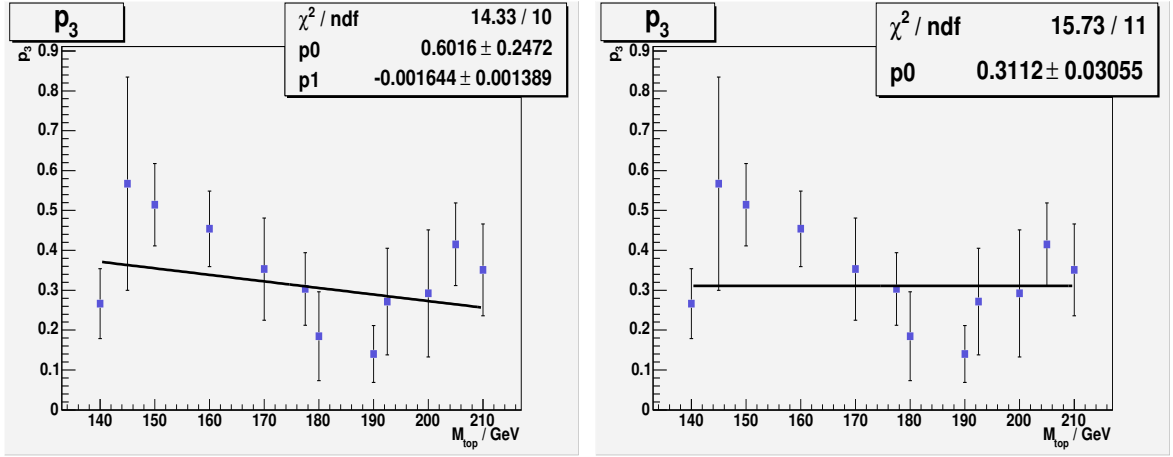 p₃
χ² / ndf 14.33 / 10
p0 0.6016 ± 0.2472
p1 -0.001644 ± 0.001389
p₃
0.9
0.8
0.7
0.6
0.5
0.4
0.3
0.2
0.1
0
140 150 160 170 180 190 200 210
M_top / GeV
p₃
χ² / ndf 15.73 / 11
p0 0.3112 ± 0.03055
p₃
0.9
0.8
0.7
0.6
0.5
0.4
0.3
0.2
0.1
0
140 150 160 170 180 190 200 210
M_top / GeV